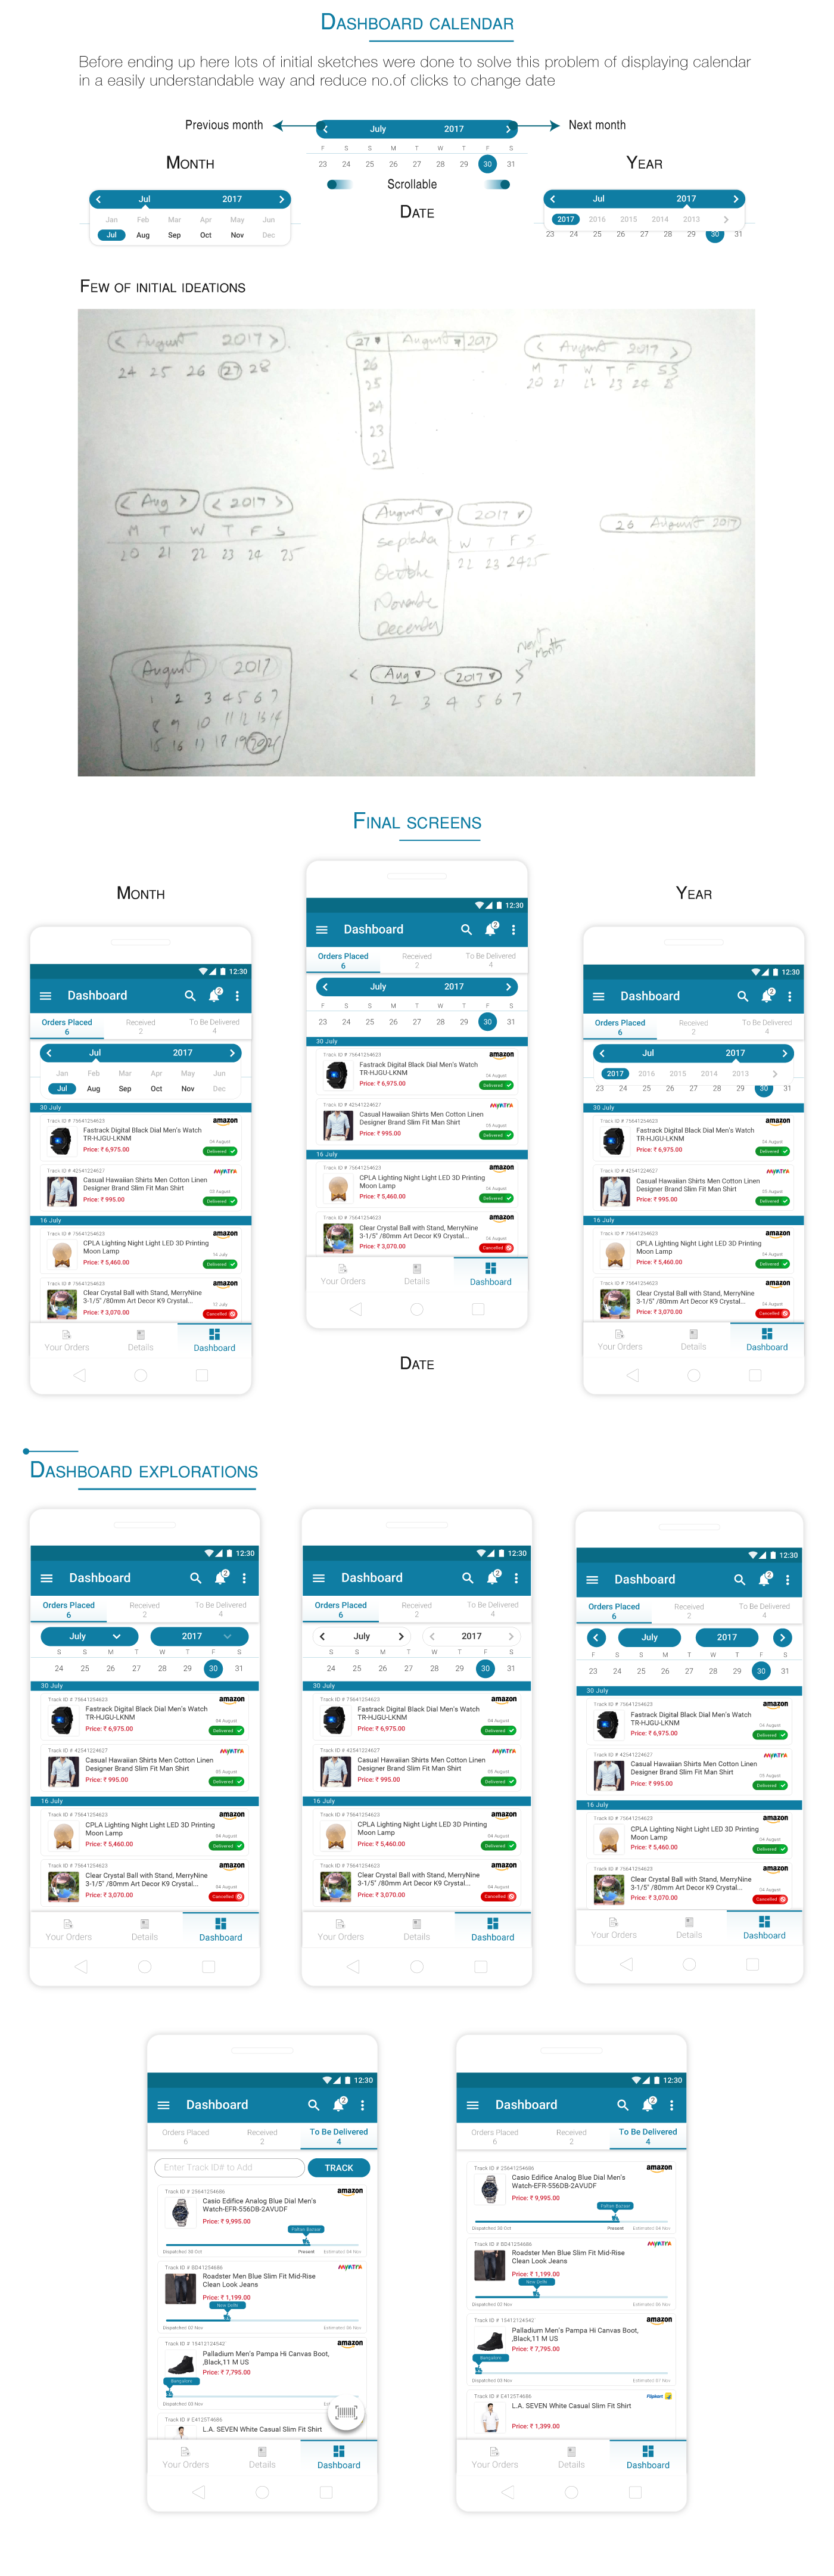 DASHBOARD CALENDAR
Before ending up here lots of initial sketches were done to solve this problem of displaying calendar
in a easily understandable way and reduce no.of clicks to change date
Previous month
July 2017
Next month
F S S M T W T F S
23 24 25 26 27 28 29 30 31
Scrollable
DATE
MONTH
Jul 2017
Jan Feb Mar Apr May Jun
Jul Aug Sep Oct Nov Dec
YEAR
Jul 2017
2017 2016 2015 2014 2013
23 24 25 26 27 28 29 30 31
FEW OF INITIAL IDEATIONS
< August 2017 >
24 25 26 27 28
27 August 2017
26
25
24
23
22
< August 2017 >
M T W T F S S
20 21 22 23 24 25
< Aug > < 2017 >
M T W T F S
20 21 22 23 24 25
August 2017
W T F S
22 23 24 25
26 August 2017
August 2017
1 2 3 4 5 6 7
< Aug 2017 >
next month
1 2 3 4 5 6 7
FINAL SCREENS
MONTH
12:30
Dashboard
2
Orders Placed Received To Be Delivered
6 2 4
Jul 2017
Jan Feb Mar Apr May Jun
Jul Aug Sep Oct Nov Dec
30 July
Track ID # 75641254623
amazon
Fastrack Digital Black Dial Men's Watch
TR-HJGU-LKNM
04 August
Price: ₹ 6,975.00
Delivered
Track ID # 42541224627
Myntra
Casual Hawaiian Shirts Men Cotton Linen
Designer Brand Slim Fit Man Shirt
05 August
Price: ₹ 995.00
Delivered
16 July
Track ID # 75641254623
amazon
CPLA Lighting Night Light LED 3D Printing
Moon Lamp
Price: ₹ 5,460.00
Delivered
Track ID # 75641254623
amazon
Clear Crystal Ball with Stand, MerryNine
3-1/5" /80mm Art Decor K9 Crystal...
Price: ₹ 3,070.00
Cancelled
Your Orders Details Dashboard
12:30
Dashboard
2
Orders Placed Received To Be Delivered
6 2 4
July 2017
F S S M T W T F S
23 24 25 26 27 28 29 30 31
30 July
Track ID # 75641254623
amazon
Fastrack Digital Black Dial Men's Watch
TR-HJGU-LKNM
04 August
Price: ₹ 6,975.00
Delivered
Track ID # 42541224627
Myntra
Casual Hawaiian Shirts Men Cotton Linen
Designer Brand Slim Fit Man Shirt
05 August
Price: ₹ 995.00
Delivered
16 July
Track ID # 75641254623
amazon
CPLA Lighting Night Light LED 3D Printing
Moon Lamp
04 August
Price: ₹ 5,460.00
Delivered
Track ID # 75641254623
amazon
Clear Crystal Ball with Stand, MerryNine
3-1/5" /80mm Art Decor K9 Crystal...
04 August
Price: ₹ 3,070.00
Cancelled
Your Orders Details Dashboard
DATE
YEAR
12:30
Dashboard
2
Orders Placed Received To Be Delivered
6 2 4
Jul 2017
2017 2016 2015 2014 2013
23 24 25 26 27 28 29 30 31
30 July
Track ID # 75641254623
amazon
Fastrack Digital Black Dial Men's Watch
TR-HJGU-LKNM
04 August
Price: ₹ 6,975.00
Delivered
Track ID # 42541224627
Myntra
Casual Hawaiian Shirts Men Cotton Linen
Designer Brand Slim Fit Man Shirt
05 August
Price: ₹ 995.00
Delivered
16 July
Track ID # 75641254623
amazon
CPLA Lighting Night Light LED 3D Printing
Moon Lamp
04 August
Price: ₹ 5,460.00
Delivered
Track ID # 75641254623
amazon
Clear Crystal Ball with Stand, MerryNine
3-1/5" /80mm Art Decor K9 Crystal...
04 August
Price: ₹ 3,070.00
Cancelled
Your Orders Details Dashboard
DASHBOARD EXPLORATIONS
12:30
Dashboard
2
Orders Placed Received To Be Delivered
6 2 4
July 2017
S S M T W T F S
24 25 26 27 28 29 30 31
30 July
Track ID # 75641254623
amazon
Fastrack Digital Black Dial Men's Watch
TR-HJGU-LKNM
04 August
Price: ₹ 6,975.00
Delivered
Track ID # 42541224627
Myntra
Casual Hawaiian Shirts Men Cotton Linen
Designer Brand Slim Fit Man Shirt
05 August
Price: ₹ 995.00
Delivered
16 July
Track ID # 75641254623
amazon
CPLA Lighting Night Light LED 3D Printing
Moon Lamp
04 August
Price: ₹ 5,460.00
Delivered
Track ID # 75641254623
amazon
Clear Crystal Ball with Stand, MerryNine
3-1/5" /80mm Art Decor K9 Crystal...
04 August
Price: ₹ 3,070.00
Cancelled
Your Orders Details Dashboard
12:30
Dashboard
2
Orders Placed Received To Be Delivered
6 2 4
July 2017
S S M T W T F S
24 25 26 27 28 29 30 31
30 July
Track ID # 75641254623
amazon
Fastrack Digital Black Dial Men's Watch
TR-HJGU-LKNM
04 August
Price: ₹ 6,975.00
Delivered
Track ID # 42541224627
Myntra
Casual Hawaiian Shirts Men Cotton Linen
Designer Brand Slim Fit Man Shirt
05 August
Price: ₹ 995.00
Delivered
16 July
Track ID # 75641254623
amazon
CPLA Lighting Night Light LED 3D Printing
Moon Lamp
04 August
Price: ₹ 5,460.00
Delivered
Track ID # 75641254623
amazon
Clear Crystal Ball with Stand, MerryNine
3-1/5" /80mm Art Decor K9 Crystal...
04 August
Price: ₹ 3,070.00
Cancelled
Your Orders Details Dashboard
12:30
Dashboard
2
Orders Placed Received To Be Delivered
6 2 4
July 2017
F S S M T W T F S
23 24 25 26 27 28 29 30 31
30 July
Track ID # 75641254623
amazon
Fastrack Digital Black Dial Men's Watch
TR-HJGU-LKNM
04 August
Price: ₹ 6,975.00
Delivered
Track ID # 42541224627
Myntra
Casual Hawaiian Shirts Men Cotton Linen
Designer Brand Slim Fit Man Shirt
05 August
Price: ₹ 995.00
Delivered
16 July
Track ID # 75641254623
amazon
CPLA Lighting Night Light LED 3D Printing
Moon Lamp
04 August
Price: ₹ 5,460.00
Delivered
Track ID # 75641254623
amazon
Clear Crystal Ball with Stand, MerryNine
3-1/5" /80mm Art Decor K9 Crystal...
04 August
Price: ₹ 3,070.00
Cancelled
Your Orders Details Dashboard
12:30
Dashboard
2
Orders Placed Received To Be Delivered
6 2 4
Enter Track ID# to Add
TRACK
Track ID # 25641254686
amazon
Casio Edifice Analog Blue Dial Men's
Watch-EFR-556DB-2AVUDF
Price: ₹ 9,995.00
Paltan Bazaar
Dispatched 30 Oct Present Estimated 04 Nov
Track ID # BD41254686
Myntra
Roadster Men Blue Slim Fit Mid-Rise
Clean Look Jeans
Price: ₹ 1,199.00
New Delhi
Dispatched 02 Nov Estimated 06 Nov
Track ID # 15412124542
amazon
Palladium Men's Pampa Hi Canvas Boot,
,Black,11 M US
Price: ₹ 7,795.00
Bangalore
Dispatched 03 Nov
Track ID # E4125T4686
L.A. SEVEN White Casual Slim Fit Shirt
Your Orders Details Dashboard
12:30
Dashboard
2
Orders Placed Received To Be Delivered
6 2 4
Track ID # 25641254686
amazon
Casio Edifice Analog Blue Dial Men's
Watch-EFR-556DB-2AVUDF
Price: ₹ 9,995.00
Paltan Bazaar
Dispatched 30 Oct Present Estimated 04 Nov
Track ID # BD41254686
Myntra
Roadster Men Blue Slim Fit Mid-Rise
Clean Look Jeans
Price: ₹ 1,199.00
New Delhi
Dispatched 02 Nov Estimated 06 Nov
Track ID # 15412124542
amazon
Palladium Men's Pampa Hi Canvas Boot,
,Black,11 M US
Price: ₹ 7,795.00
Bangalore
Dispatched 03 Nov Estimated 07 Nov
Track ID # E4125T4686
Flipkart
L.A. SEVEN White Casual Slim Fit Shirt
Price: ₹ 1,399.00
Your Orders Details Dashboard